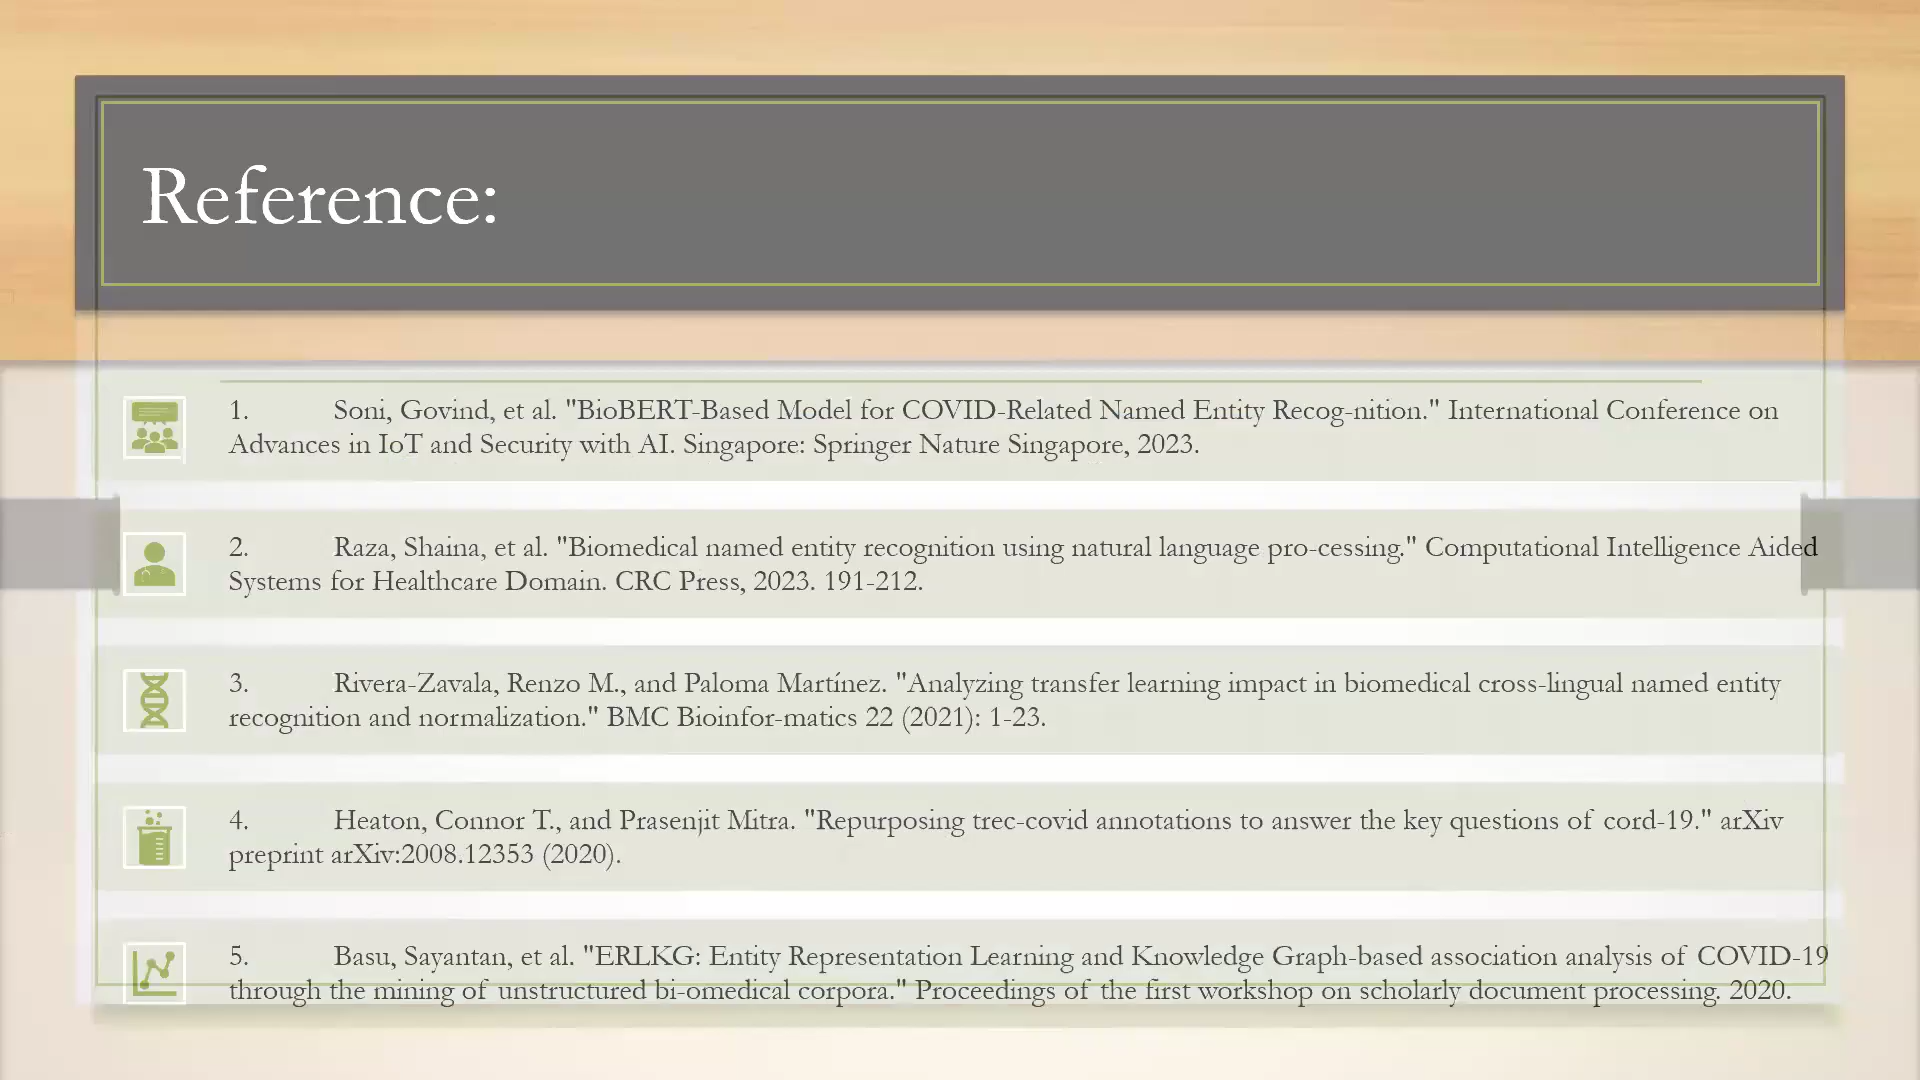 Reference:
1. Soni, Govind, et al. "BioBERT-Based Model for COVID-Related Named Entity Recog-nition." International Conference on
Advances in IoT and Security with AI. Singapore: Springer Nature Singapore, 2023.
2. Raza, Shaina, et al. "Biomedical named entity recognition using natural language pro-cessing." Computational Intelligence Aided
Systems for Healthcare Domain. CRC Press, 2023. 191-212.
3. Rivera-Zavala, Renzo M., and Paloma Martínez. "Analyzing transfer learning impact in biomedical cross-lingual named entity
recognition and normalization." BMC Bioinfor-matics 22 (2021): 1-23.
4. Heaton, Connor T., and Prasenjit Mitra. "Repurposing trec-covid annotations to answer the key questions of cord-19." arXiv
preprint arXiv:2008.12353 (2020).
5. Basu, Sayantan, et al. "ERLKG: Entity Representation Learning and Knowledge Graph-based association analysis of COVID-19
through the mining of unstructured bi-omedical corpora." Proceedings of the first workshop on scholarly document processing. 2020.